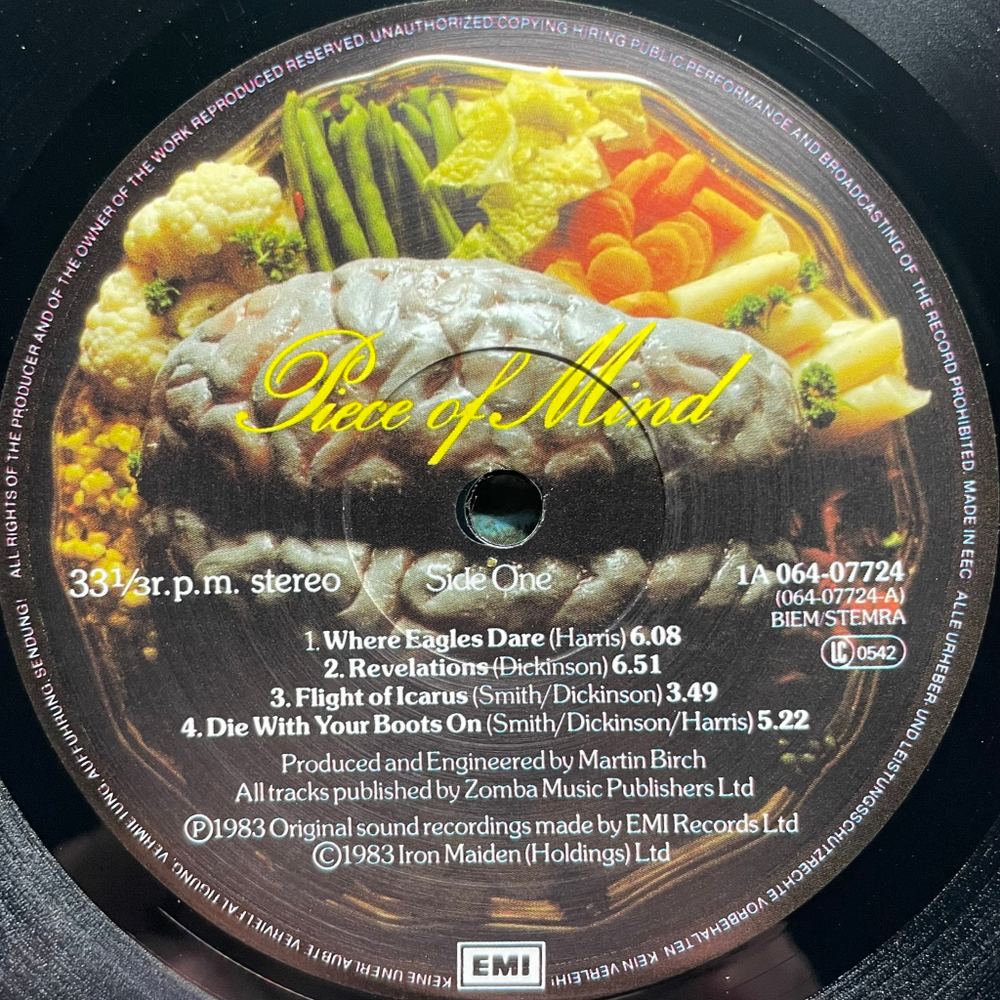 ALL RIGHTS OF THE PRODUCER AND OF THE OWNER OF THE WORK REPRODUCED RESERVED. UNAUTHORIZED COPYING HIRING PUBLIC PERFORMANCE AND BROADCASTING OF THE RECORD PROHIBITED. MADE IN EEC
Piece of Mind
33⅓r.p.m. stereo
Side One
1A 064-07724
(064-07724-A)
BIEM/STEMRA
LC 0542
1. Where Eagles Dare (Harris) 6.08
2. Revelations (Dickinson) 6.51
3. Flight of Icarus (Smith/Dickinson) 3.49
4. Die With Your Boots On (Smith/Dickinson/Harris) 5.22
Produced and Engineered by Martin Birch
All tracks published by Zomba Music Publishers Ltd
Ⓟ1983 Original sound recordings made by EMI Records Ltd
©1983 Iron Maiden (Holdings) Ltd
EMI
ALLE URHEBER- UND LEISTUNGSSCHUTZRECHTE VORBEHALTEN KEIN VERLEIH! KEINE UNERLAUBTE VERVIELFALTIGUNG, VERMIETUNG, AUFFUHRUNG, SENDUNG!